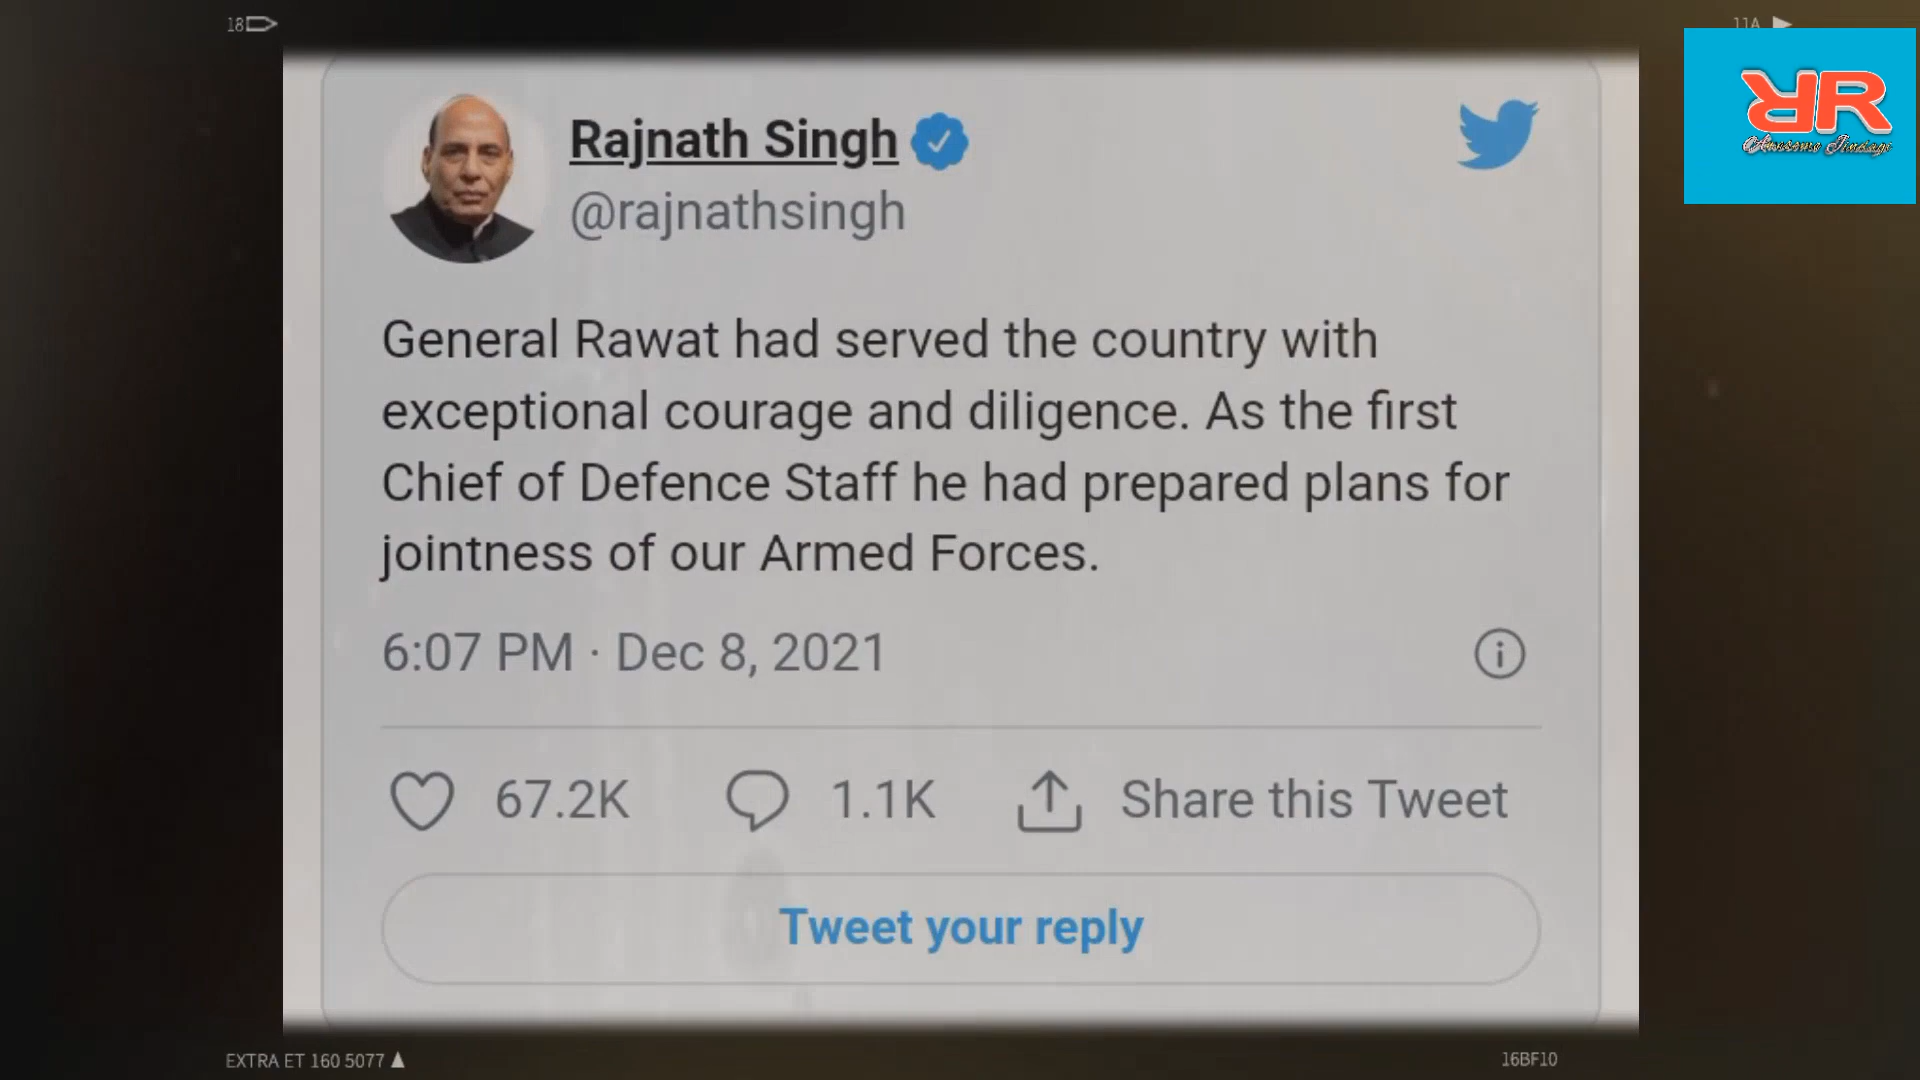 18
11A
Rajnath Singh
@rajnathsingh
General Rawat had served the country with
exceptional courage and diligence. As the first
Chief of Defence Staff he had prepared plans for
jointness of our Armed Forces.
6:07 PM · Dec 8, 2021
67.2K 1.1K Share this Tweet
Tweet your reply
EXTRA ET 160 5077
16BF10